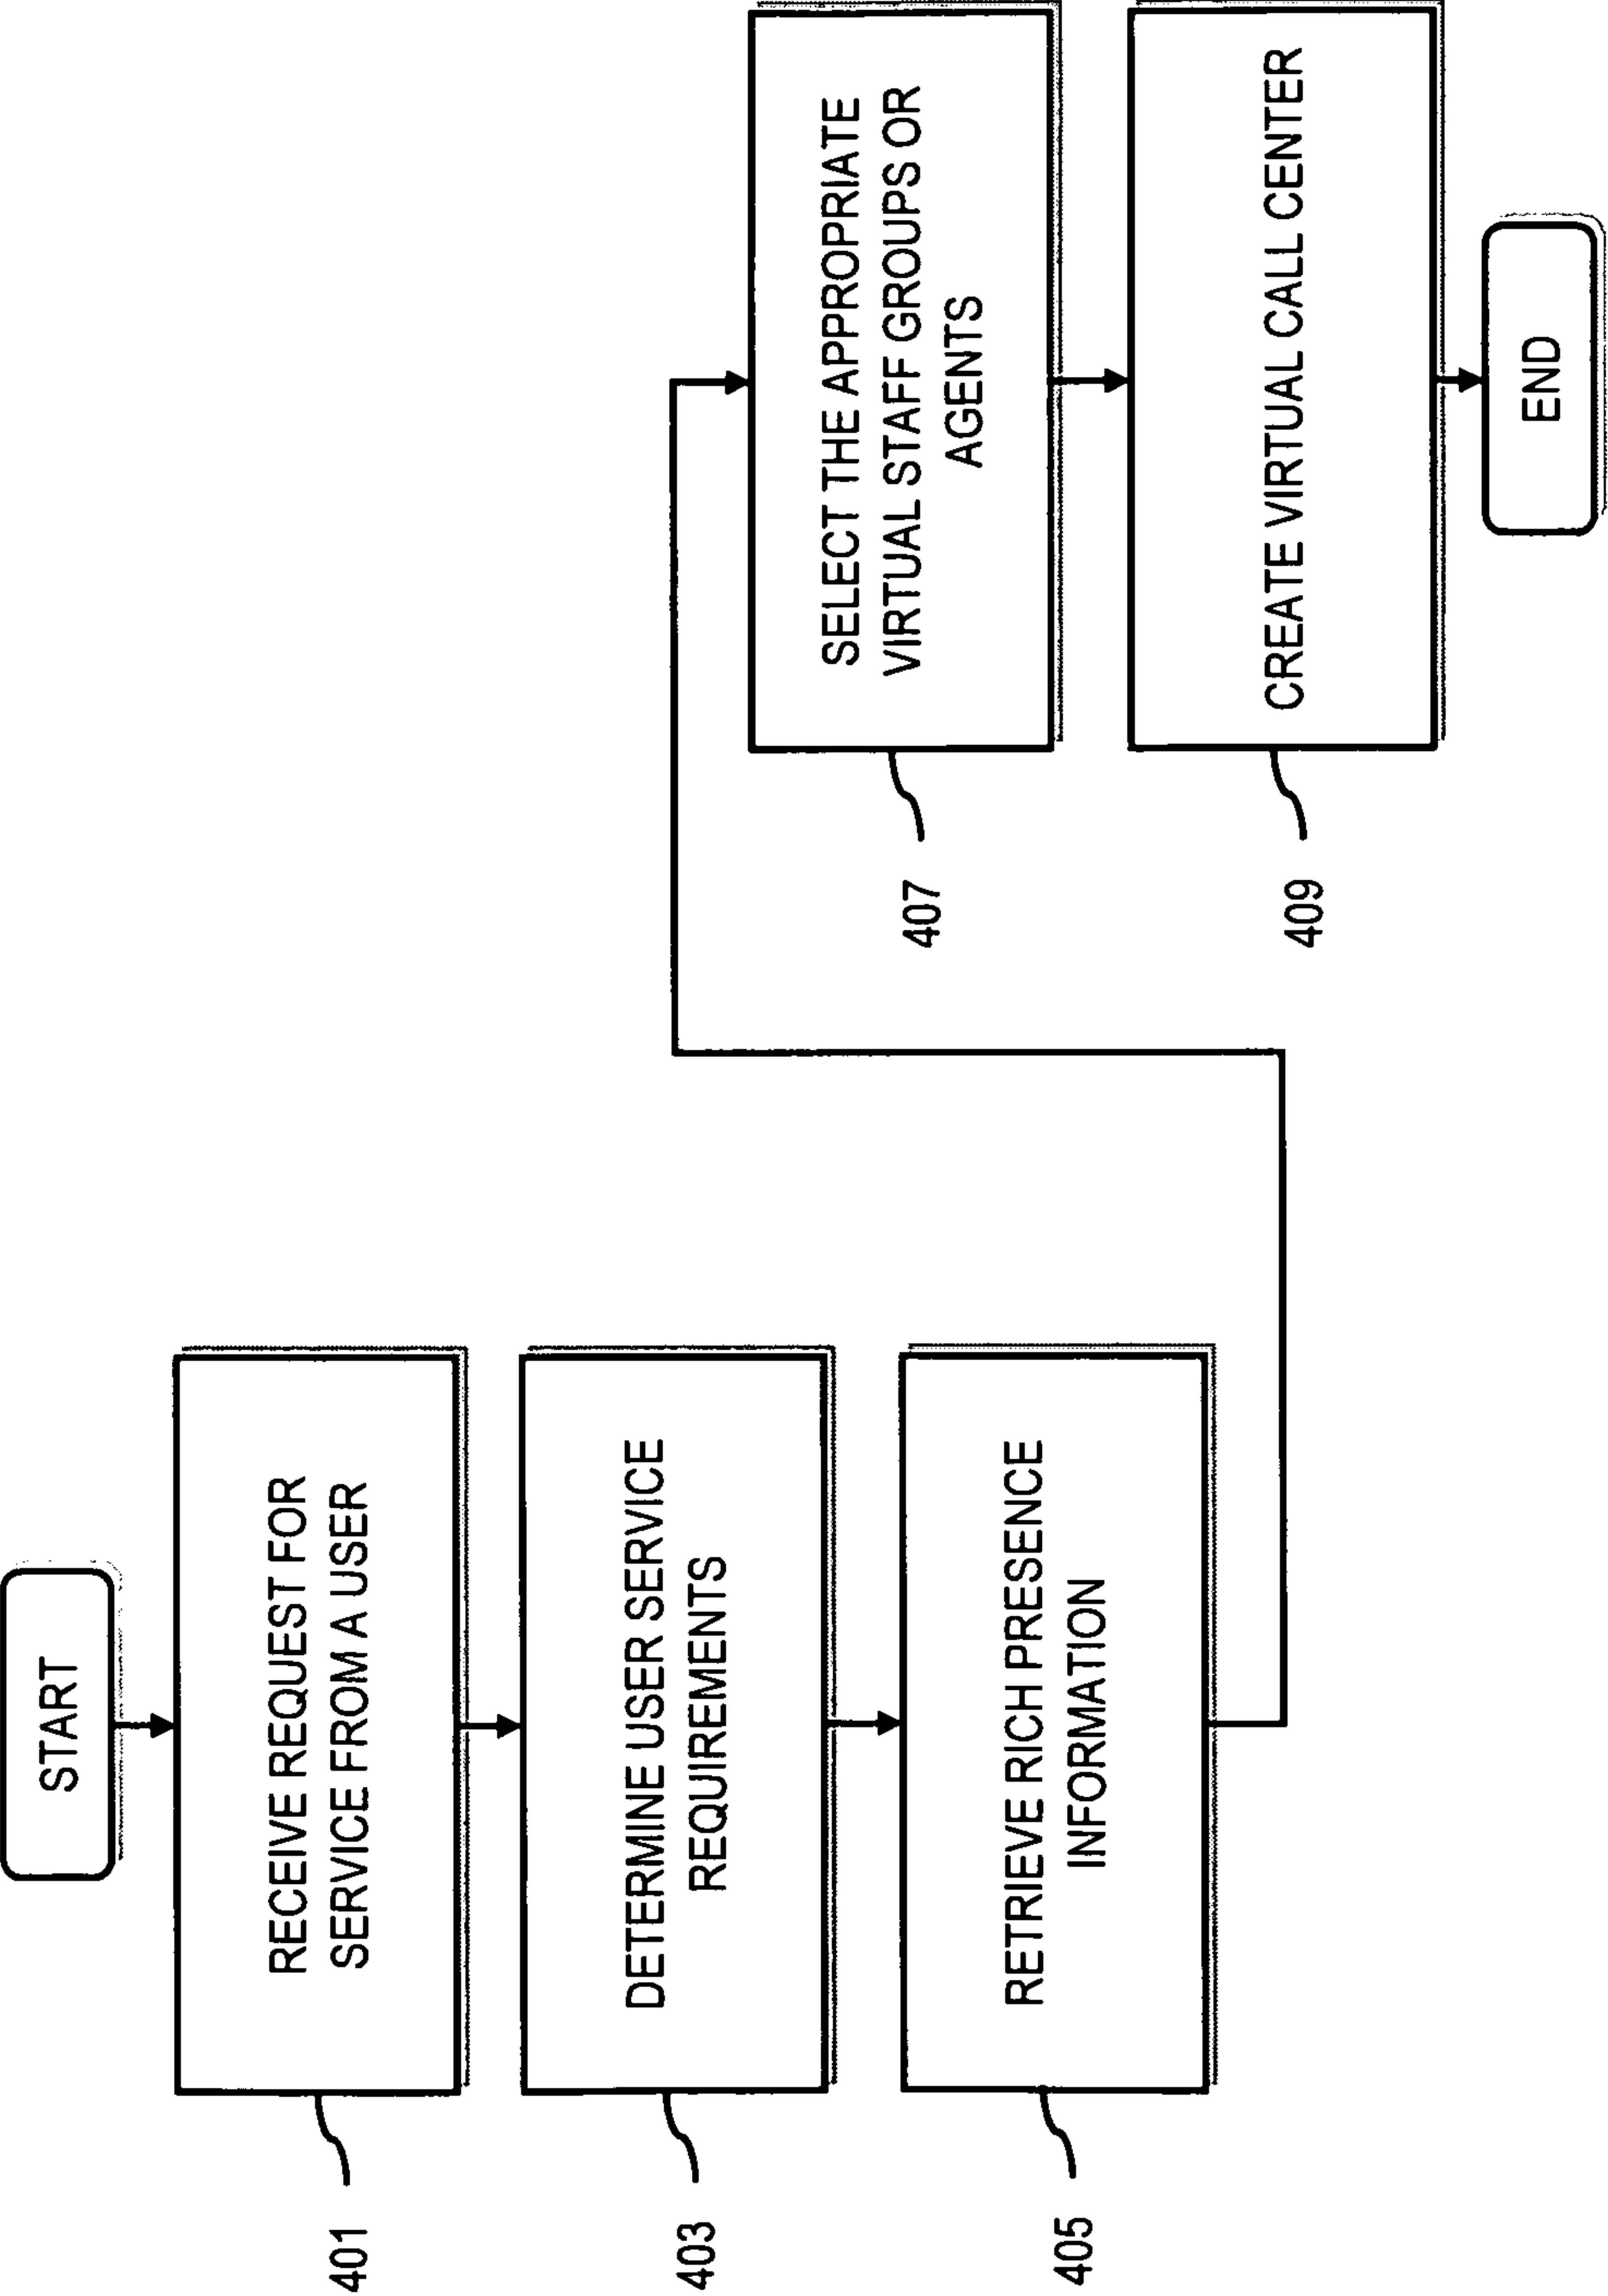 START
401
RECEIVE REQUEST FOR
SERVICE FROM A USER
403
DETERMINE USER SERVICE
REQUIREMENTS
405
RETRIEVE RICH PRESENCE
INFORMATION
407
SELECT THE APPROPRIATE
VIRTUAL STAFF GROUPS OR
AGENTS
409
CREATE VIRTUAL CALL CENTER
END